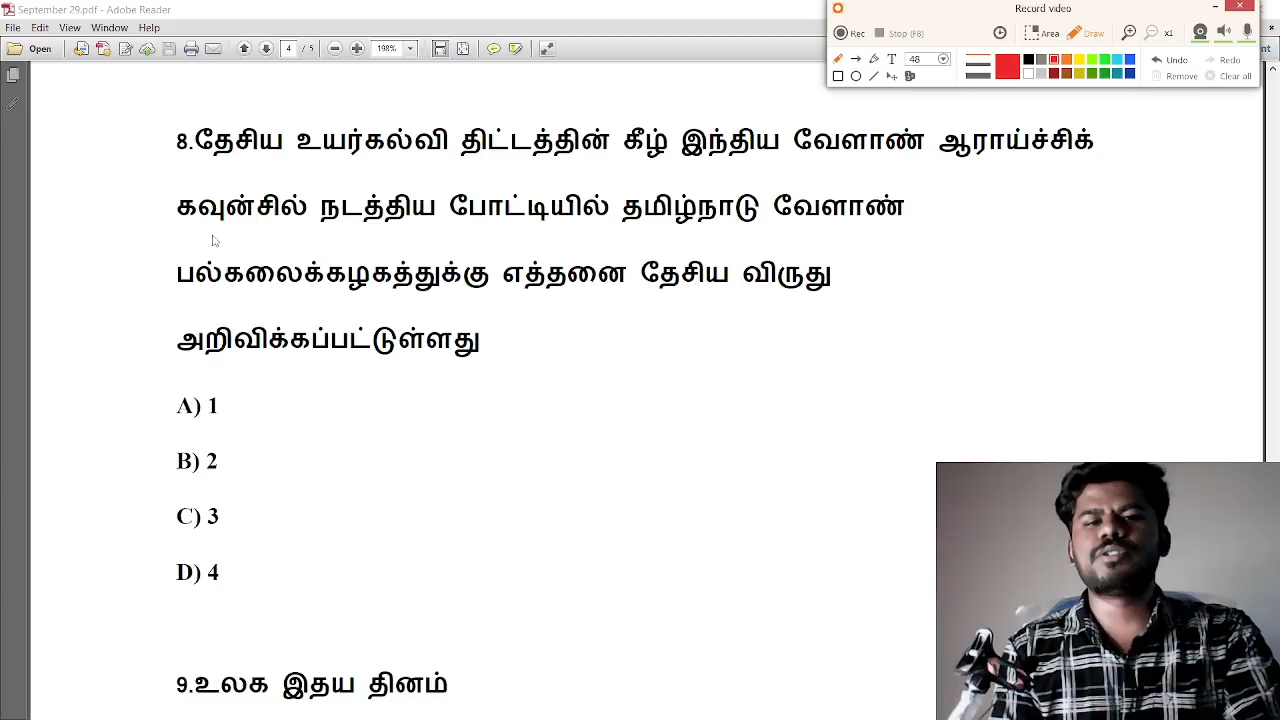 September 29.pdf - Adobe Reader
File Edit View Window Help
Open 4 / 5 198%
Record video
Rec Stop (F8) Area Draw x1
T 48 Undo Redo
Remove Clear all
8.தேசிய உயர்கல்வி திட்டத்தின் கீழ் இந்திய வேளாண் ஆராய்ச்சிக்
கவுன்சில் நடத்திய போட்டியில் தமிழ்நாடு வேளாண்
பல்கலைக்கழகத்துக்கு எத்தனை தேசிய விருது
அறிவிக்கப்பட்டுள்ளது
A) 1
B) 2
C) 3
D) 4
9.உலக இதய தினம்